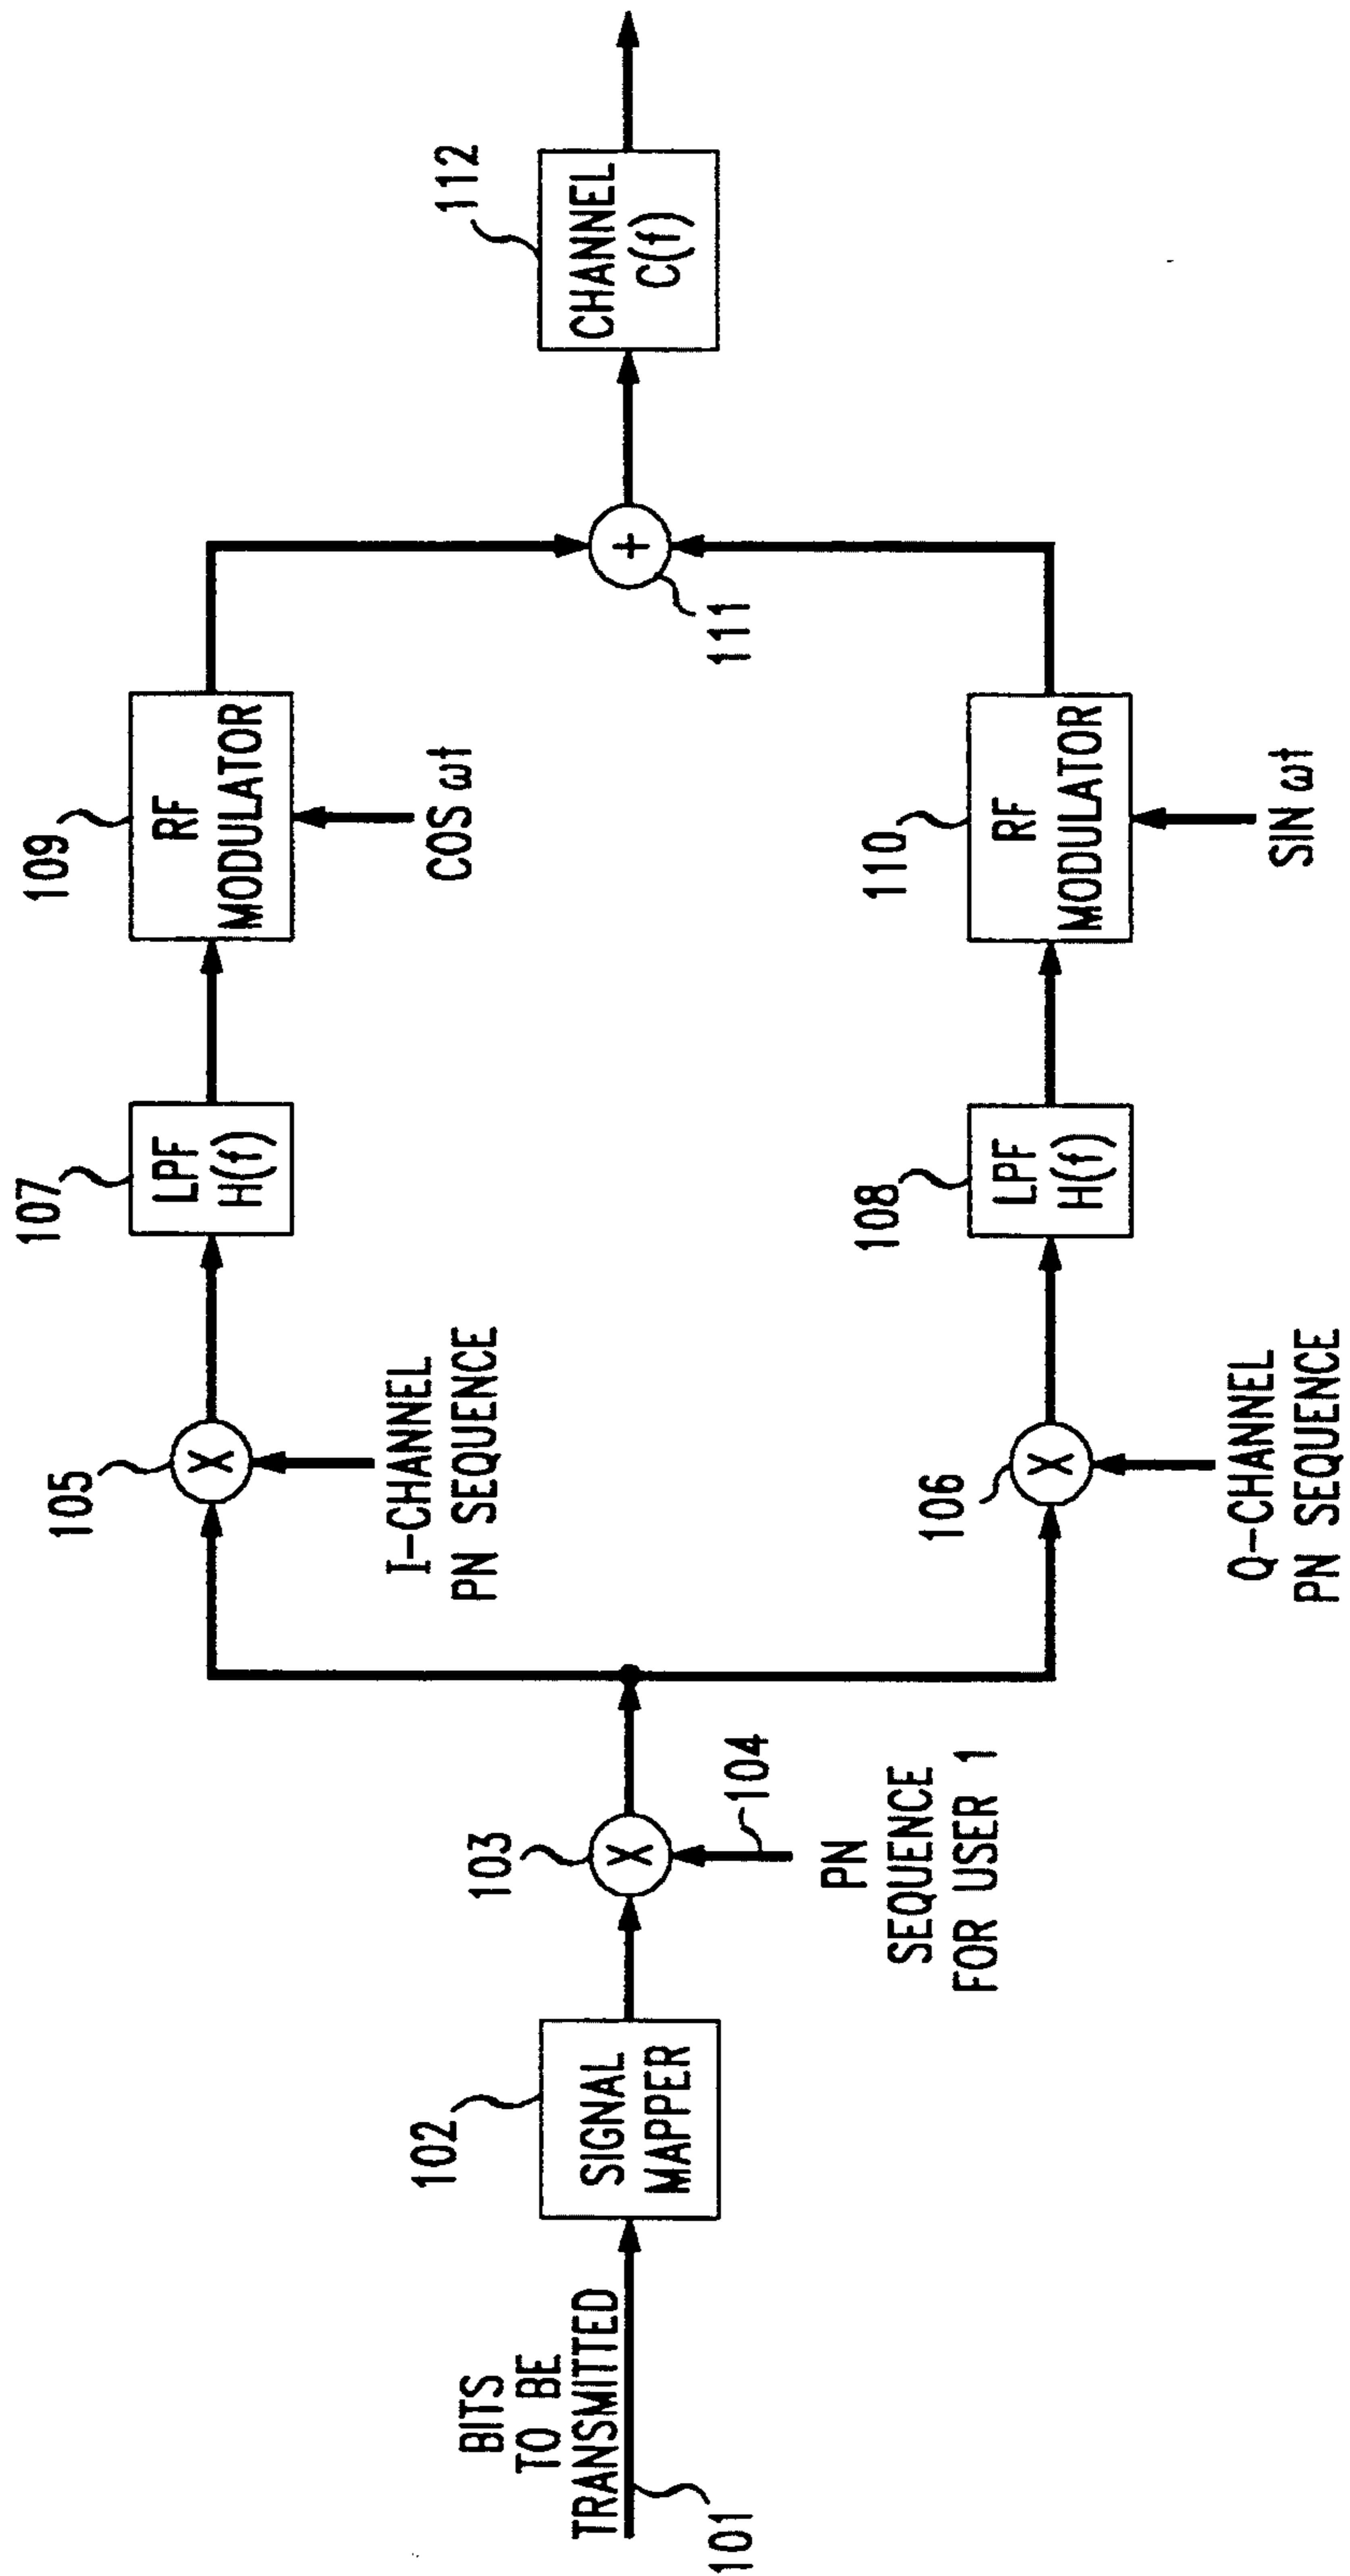 BITS
TO BE
TRANSMITTED
101
102
SIGNAL
MAPPER
103
X
104
PN
SEQUENCE
FOR USER 1
105
X
I-CHANNEL
PN SEQUENCE
107
LPF
H(f)
109
RF
MODULATOR
COS ωt
106
X
Q-CHANNEL
PN SEQUENCE
108
LPF
H(f)
110
RF
MODULATOR
SIN ωt
+
111
112
CHANNEL
C(f)